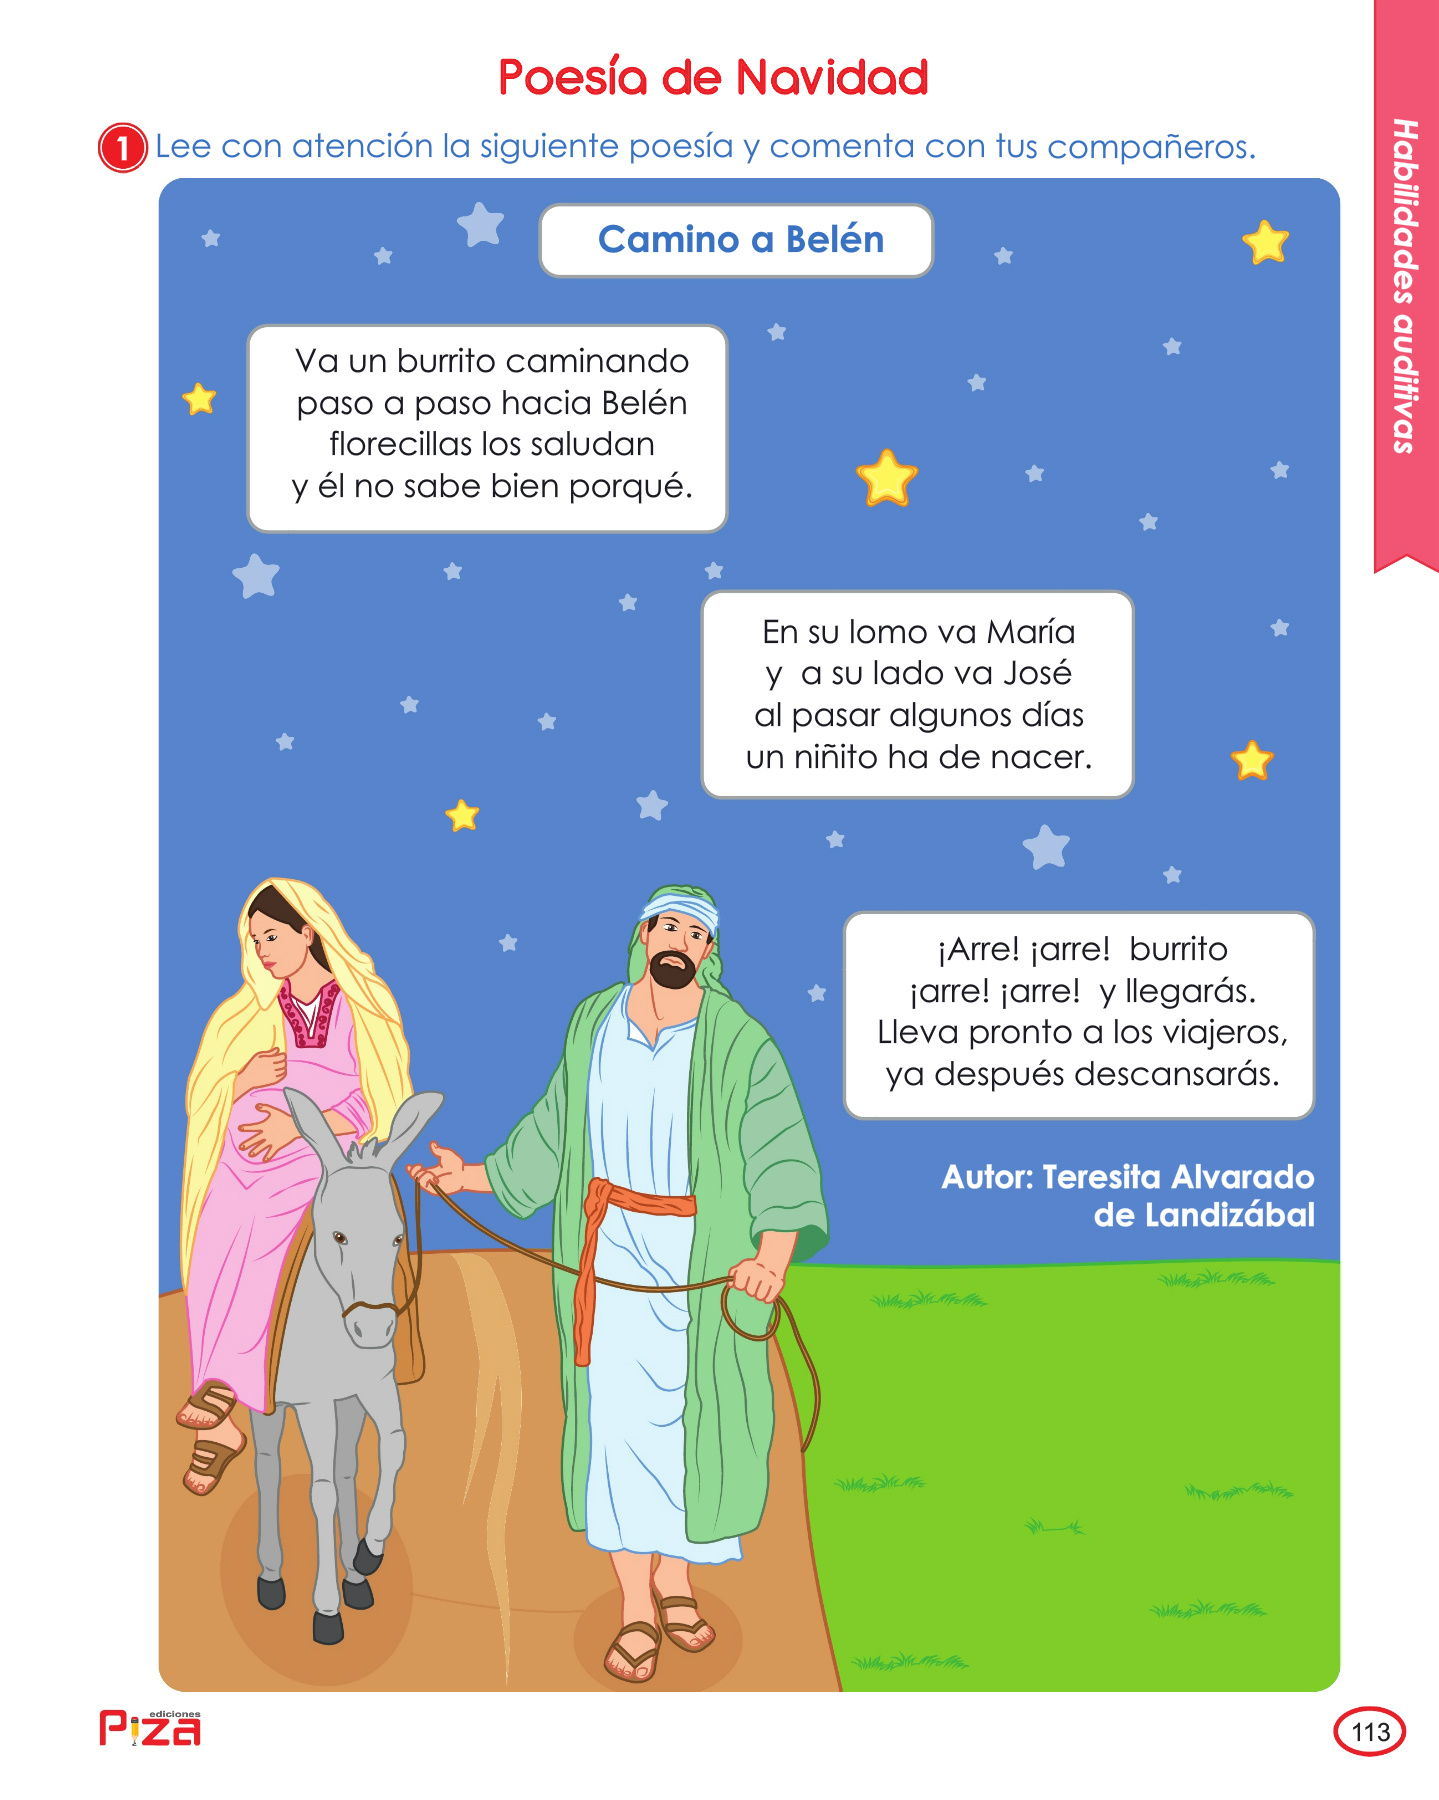 Poesía de Navidad
1 Lee con atención la siguiente poesía y comenta con tus compañeros.
Habilidades auditivas
Camino a Belén
Va un burrito caminando
paso a paso hacia Belén
florecillas los saludan
y él no sabe bien porqué.
En su lomo va María
y a su lado va José
al pasar algunos días
un niñito ha de nacer.
¡Arre! ¡arre! burrito
¡arre! ¡arre! y llegarás.
Lleva pronto a los viajeros,
ya después descansarás.
Autor: Teresita Alvarado
de Landizábal
ediciones
Piza
113